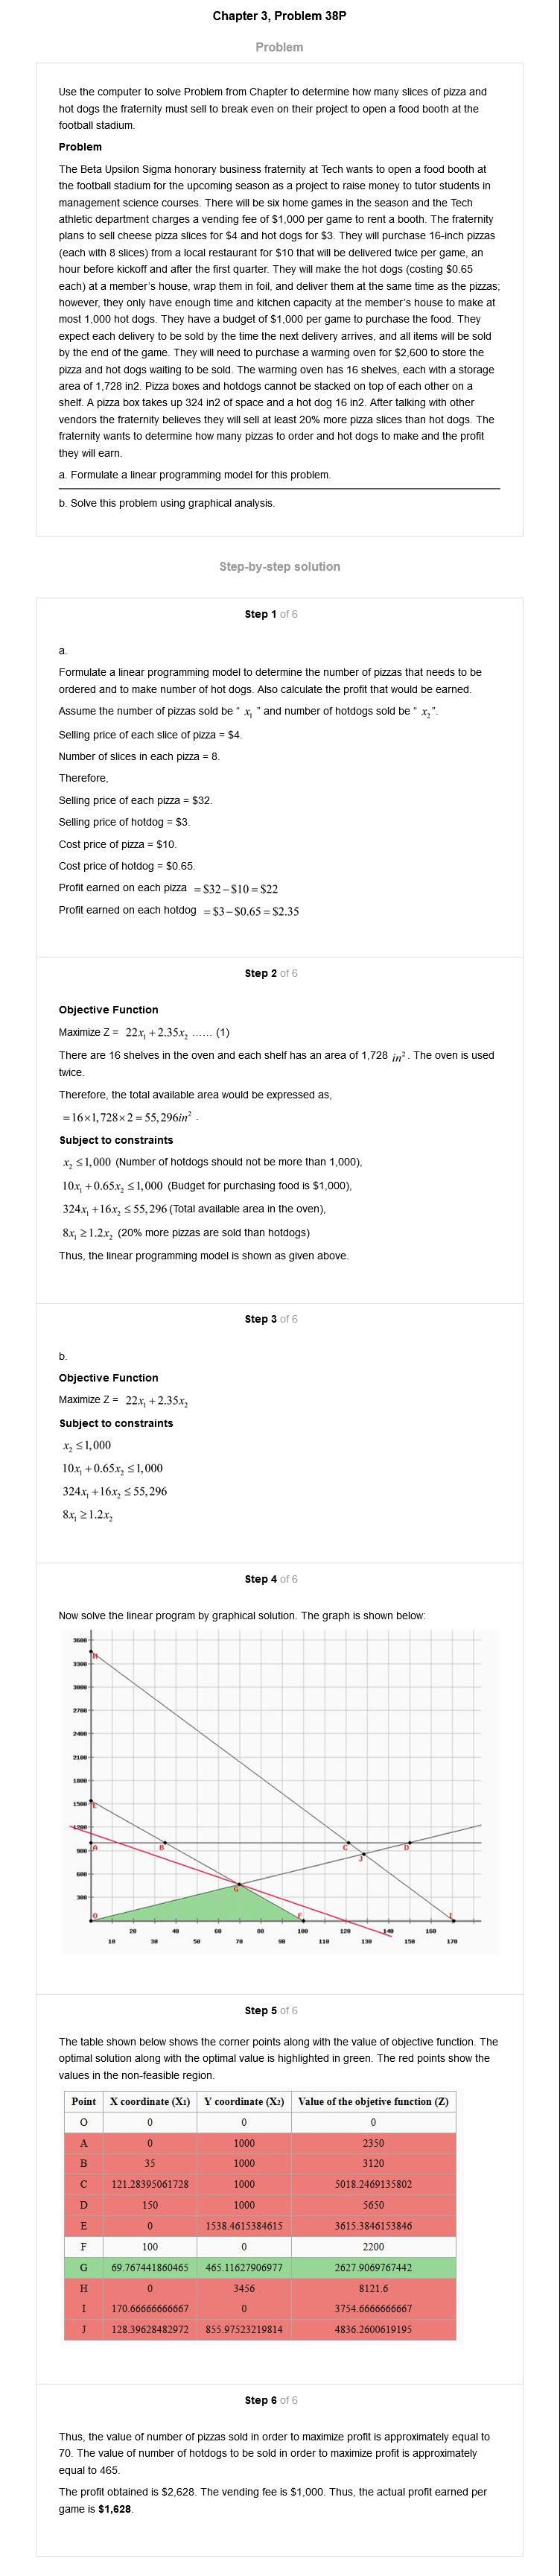 Chapter 3, Problem 38P
Problem
Use the computer to solve Problem from Chapter to determine how many slices of pizza and
hot dogs the fraternity must sell to break even on their project to open a food booth at the
football stadium.
Problem
The Beta Upsilon Sigma honorary business fraternity at Tech wants to open a food booth at
the football stadium for the upcoming season as a project to raise money to tutor students in
management science courses. There will be six home games in the season and the Tech
athletic department charges a vending fee of $1,000 per game to rent a booth. The fraternity
plans to sell cheese pizza slices for $4 and hot dogs for $3. They will purchase 16-inch pizzas
(each with 8 slices) from a local restaurant for $10 that will be delivered twice per game, an
hour before kickoff and after the first quarter. They will make the hot dogs (costing $0.65
each) at a member's house, wrap them in foil, and deliver them at the same time as the pizzas;
however, they only have enough time and kitchen capacity at the member's house to make at
most 1,000 hot dogs. They have a budget of $1,000 per game to purchase the food. They
expect each delivery to be sold by the time the next delivery arrives, and all items will be sold
by the end of the game. They will need to purchase a warming oven for $2,600 to store the
pizza and hot dogs waiting to be sold. The warming oven has 16 shelves, each with a storage
area of 1,728 in2. Pizza boxes and hotdogs cannot be stacked on top of each other on a
shelf. A pizza box takes up 324 in2 of space and a hot dog 16 in2. After talking with other
vendors the fraternity believes they will sell at least 20% more pizza slices than hot dogs. The
fraternity wants to determine how many pizzas to order and hot dogs to make and the profit
they will earn.
a. Formulate a linear programming model for this problem.
b. Solve this problem using graphical analysis.
Step-by-step solution
Step 1 of 6
a.
Formulate a linear programming model to determine the number of pizzas that needs to be
ordered and to make number of hot dogs. Also calculate the profit that would be earned.
Assume the number of pizzas sold be " x₁ " and number of hotdogs sold be " x₂".
Selling price of each slice of pizza = $4.
Number of slices in each pizza = 8.
Therefore,
Selling price of each pizza = $32.
Selling price of hotdog = $3.
Cost price of pizza = $10.
Cost price of hotdog = $0.65.
Profit earned on each pizza = $32 – $10 = $22
Profit earned on each hotdog = $3 – $0.65 = $2.35
Step 2 of 6
Objective Function
Maximize Z = 22x₁ + 2.35x₂ ...... (1)
There are 16 shelves in the oven and each shelf has an area of 1,728 in². The oven is used
twice.
Therefore, the total available area would be expressed as,
= 16×1,728×2 = 55,296in² .
Subject to constraints
x₂ ≤ 1,000 (Number of hotdogs should not be more than 1,000),
10x₁ + 0.65x₂ ≤ 1,000 (Budget for purchasing food is $1,000),
324x₁ + 16x₂ ≤ 55,296 (Total available area in the oven),
8x₁ ≥ 1.2x₂ (20% more pizzas are sold than hotdogs)
Thus, the linear programming model is shown as given above.
Step 3 of 6
b.
Objective Function
Maximize Z = 22x₁ + 2.35x₂
Subject to constraints
x₂ ≤ 1,000
10x₁ + 0.65x₂ ≤ 1,000
324x₁ + 16x₂ ≤ 55,296
8x₁ ≥ 1.2x₂
Step 4 of 6
Now solve the linear program by graphical solution. The graph is shown below:
3600
H
3300
3000
2700
2400
2100
1800
1500 E
1200
A B C D
900
J
600
G
300
O F I
20 40 60 80 100 120 140 160
10 30 50 70 90 110 130 150 170
Step 5 of 6
The table shown below shows the corner points along with the value of objective function. The
optimal solution along with the optimal value is highlighted in green. The red points show the
values in the non-feasible region.
Point X coordinate (X₁) Y coordinate (X₂) Value of the objetive function (Z)
O 0 0 0
A 0 1000 2350
B 35 1000 3120
C 121.28395061728 1000 5018.2469135802
D 150 1000 5650
E 0 1538.4615384615 3615.3846153846
F 100 0 2200
G 69.767441860465 465.11627906977 2627.9069767442
H 0 3456 8121.6
I 170.66666666667 0 3754.6666666667
J 128.39628482972 855.97523219814 4836.2600619195
Step 6 of 6
Thus, the value of number of pizzas sold in order to maximize profit is approximately equal to
70. The value of number of hotdogs to be sold in order to maximize profit is approximately
equal to 465.
The profit obtained is $2,628. The vending fee is $1,000. Thus, the actual profit earned per
game is $1,628.